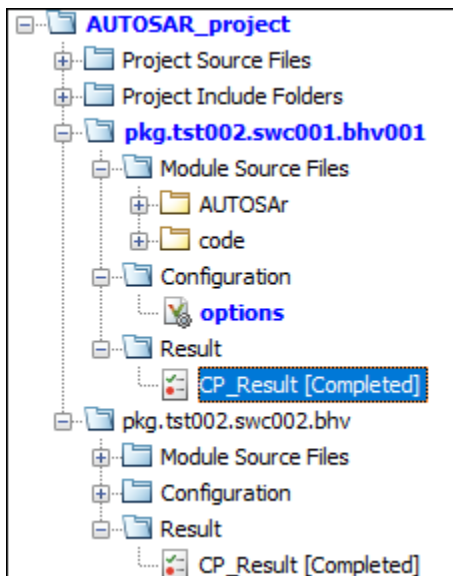 AUTOSAR_project
Project Source Files
Project Include Folders
pkg.tst002.swc001.bhv001
Module Source Files
AUTOSAr
code
Configuration
options
Result
CP_Result [Completed]
pkg.tst002.swc002.bhv
Module Source Files
Configuration
Result
CP_Result [Completed]